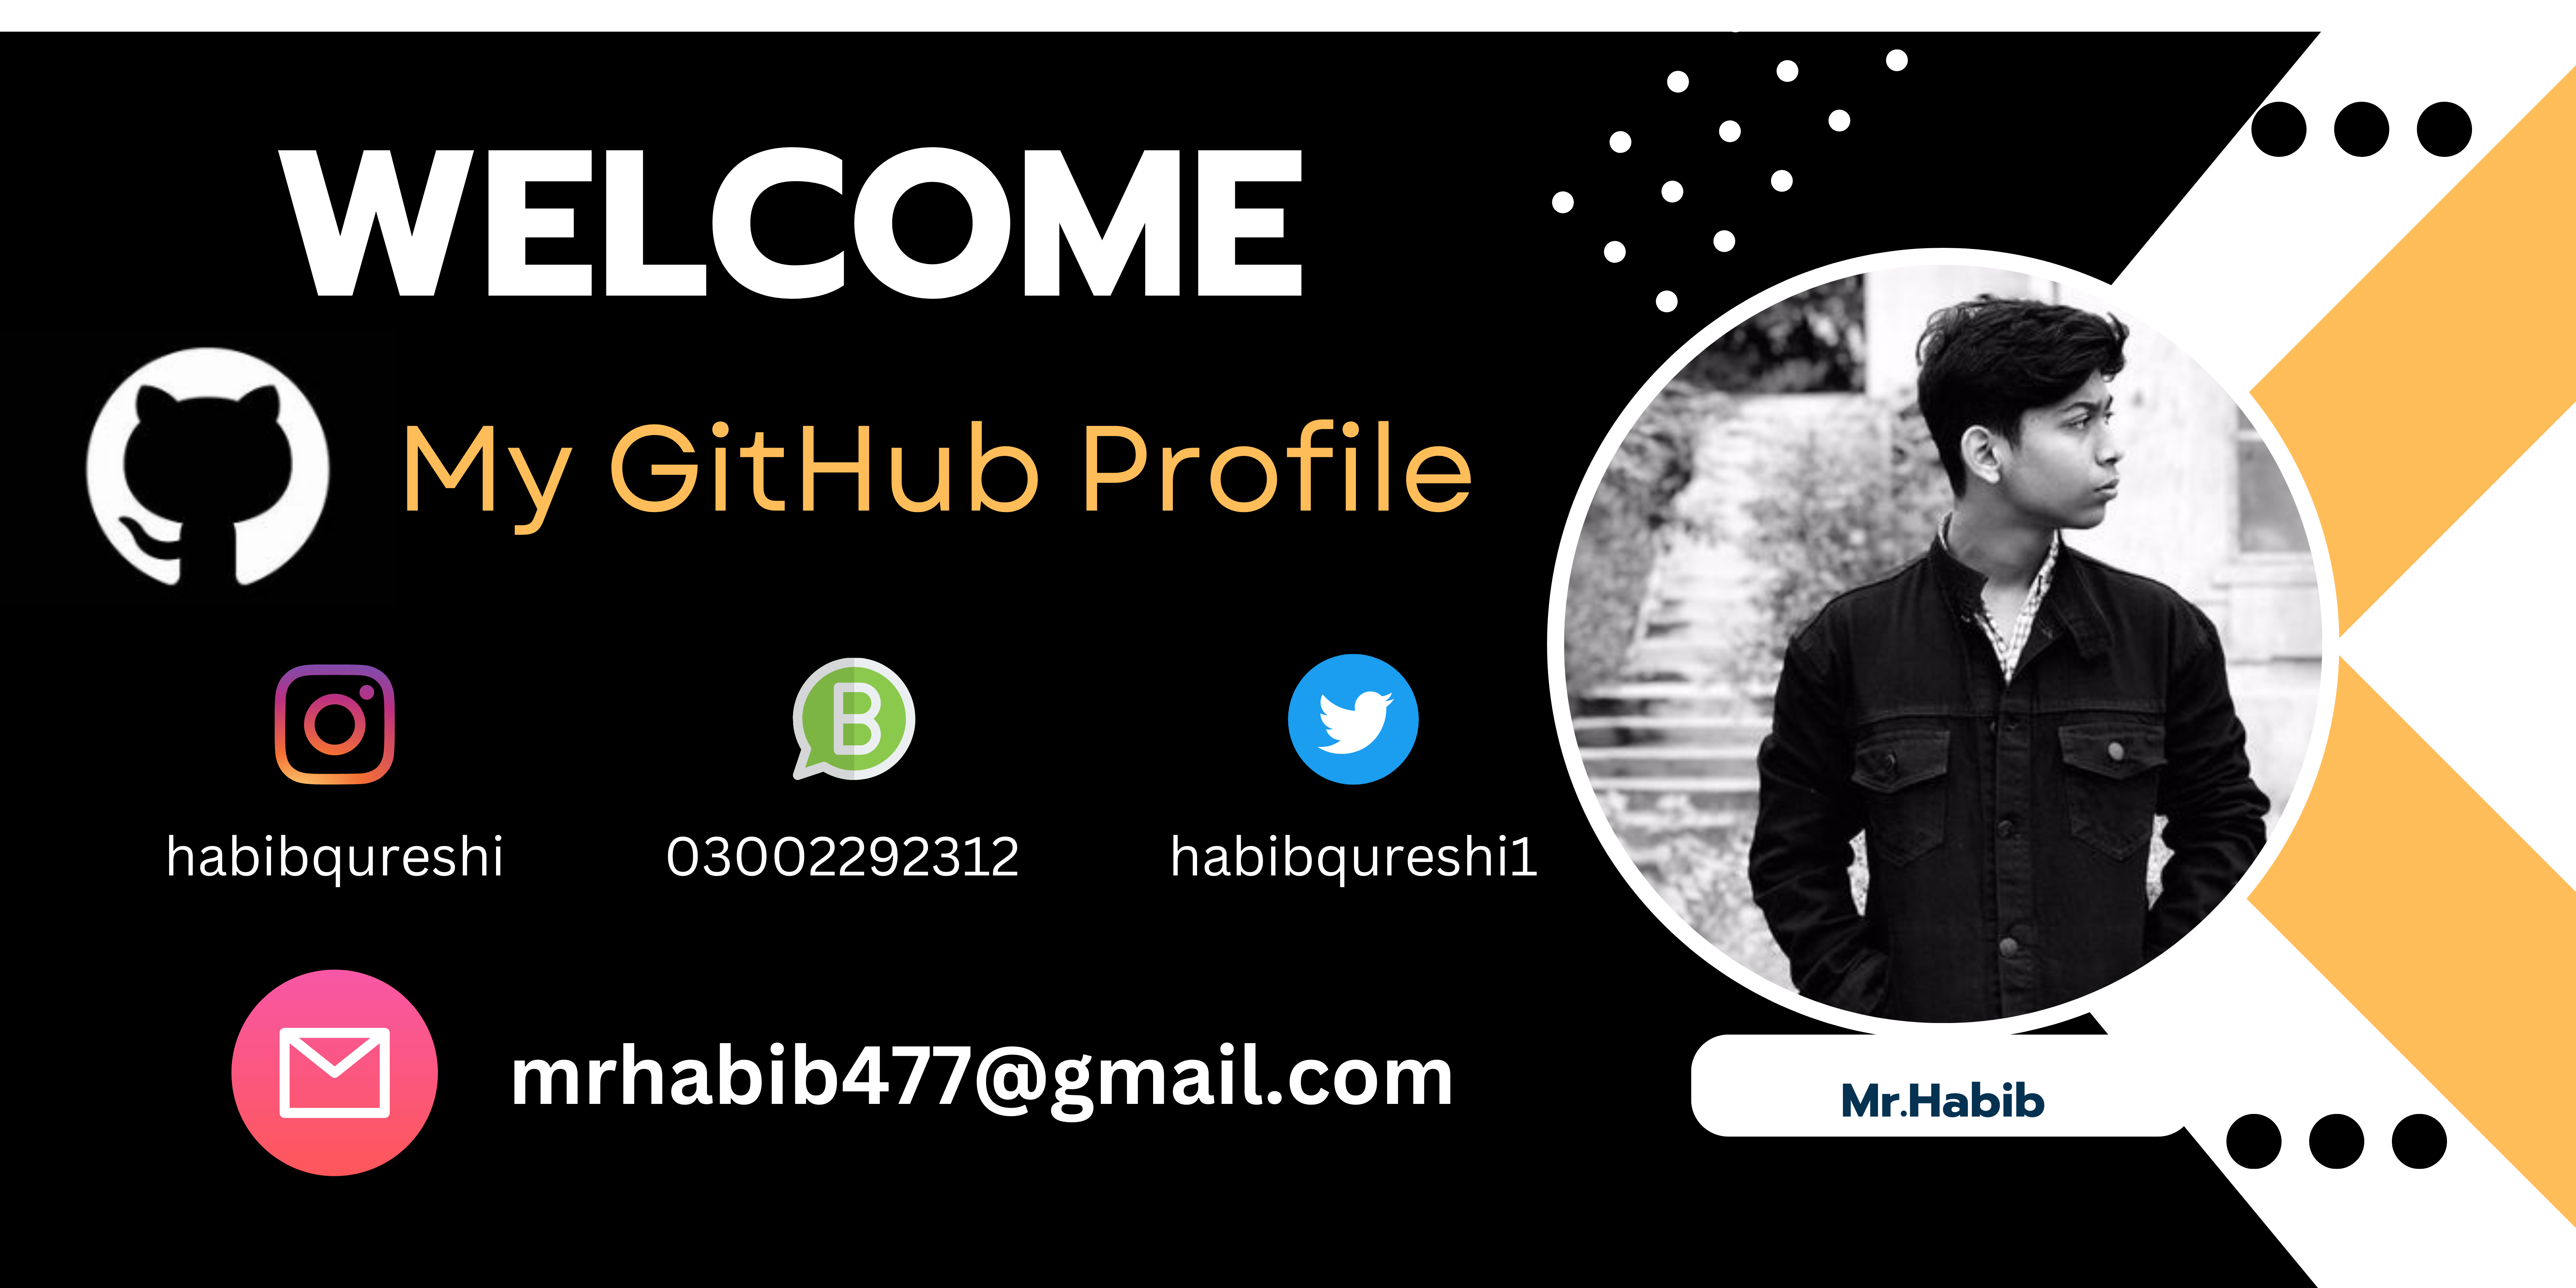 WELCOME
My GitHub Profile
habibqureshi
03002292312
habibqureshi1
mrhabib477@gmail.com
Mr.Habib